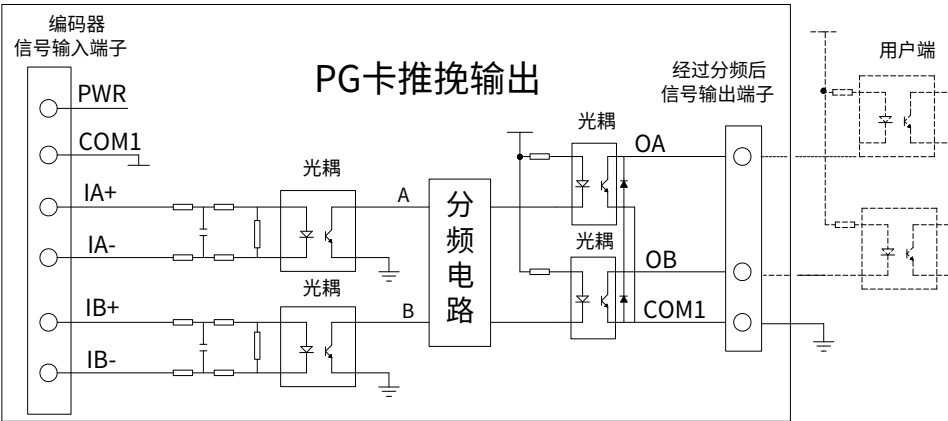 编码器
信号输入端子
PG卡推挽输出
经过分频后
信号输出端子
用户端
PWR
COM1
IA+
IA-
IB+
IB-
光耦
A
光耦
B
分
频
电
路
光耦
OA
光耦
OB
COM1